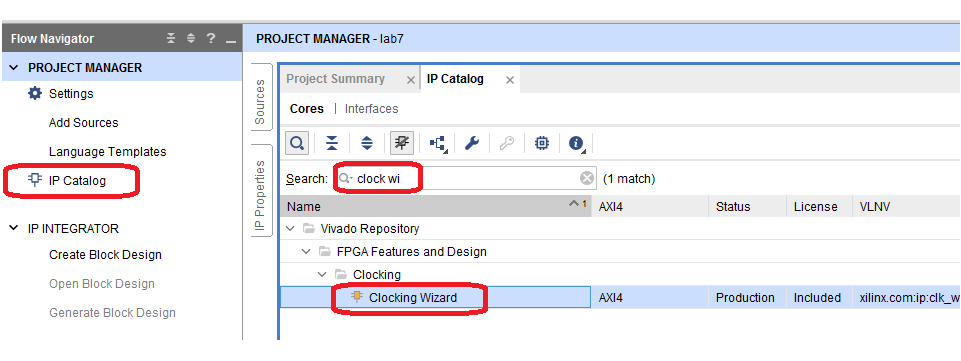 Flow Navigator
PROJECT MANAGER
Settings
Add Sources
Language Templates
IP Catalog
IP INTEGRATOR
Create Block Design
Open Block Design
Generate Block Design
PROJECT MANAGER - lab7
Sources
IP Properties
Project Summary
IP Catalog
Cores | Interfaces
Search: clock wi (1 match)
Name 1 AXI4 Status License VLNV
Vivado Repository
FPGA Features and Design
Clocking
Clocking Wizard AXI4 Production Included xilinx.com:ip:clk_w